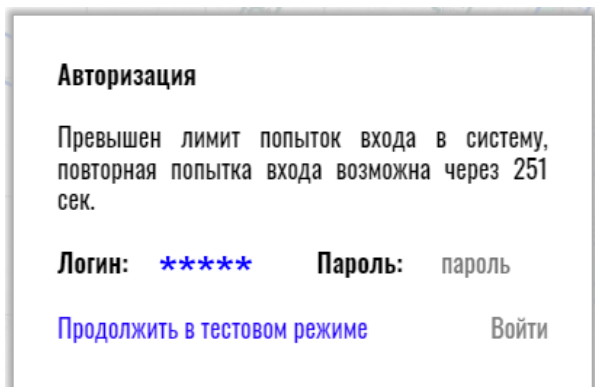 Авторизация
Превышен лимит попыток входа в систему,
повторная попытка входа возможна через 251
сек.
Логин: ***** Пароль: пароль
Продолжить в тестовом режиме Войти